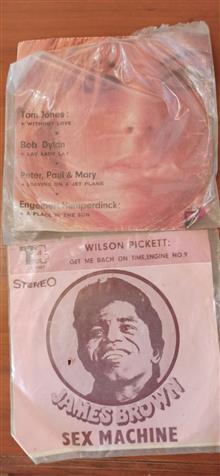 Tom Jones:
★ WITHOUT LOVE
Bob Dylan
★ LAY LADY LAY
Peter, Paul & Mary
★ LEAVING ON A JET PLANE
Engelbert Humperdinck:
★ A PLACE IN THE SUN
WILSON PICKETT:
GET ME BACH ON TIME, ENGINE NO.9
STEREO
JAMES BROWN
SEX MACHINE